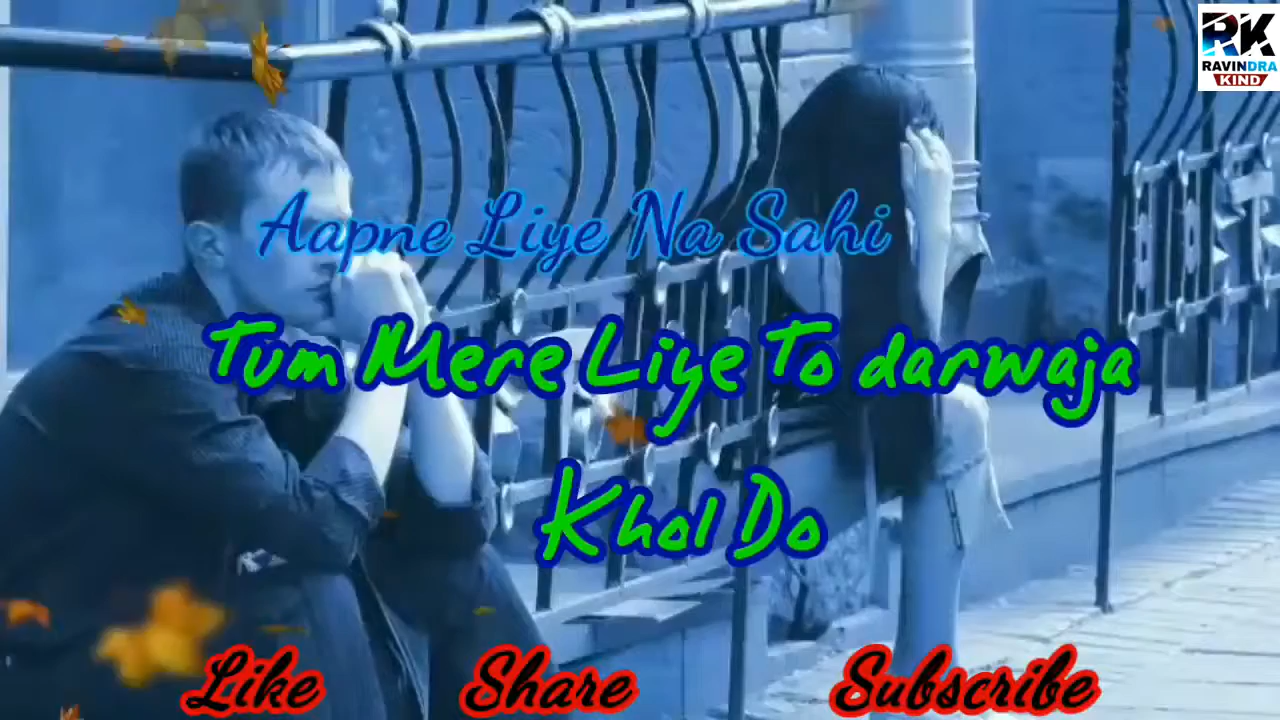 RK
RAVINDRA
KIND
Aapne Liye Na Sahi
Tum Mere Liye To darwaja
Khol Do
Like Share Subscribe